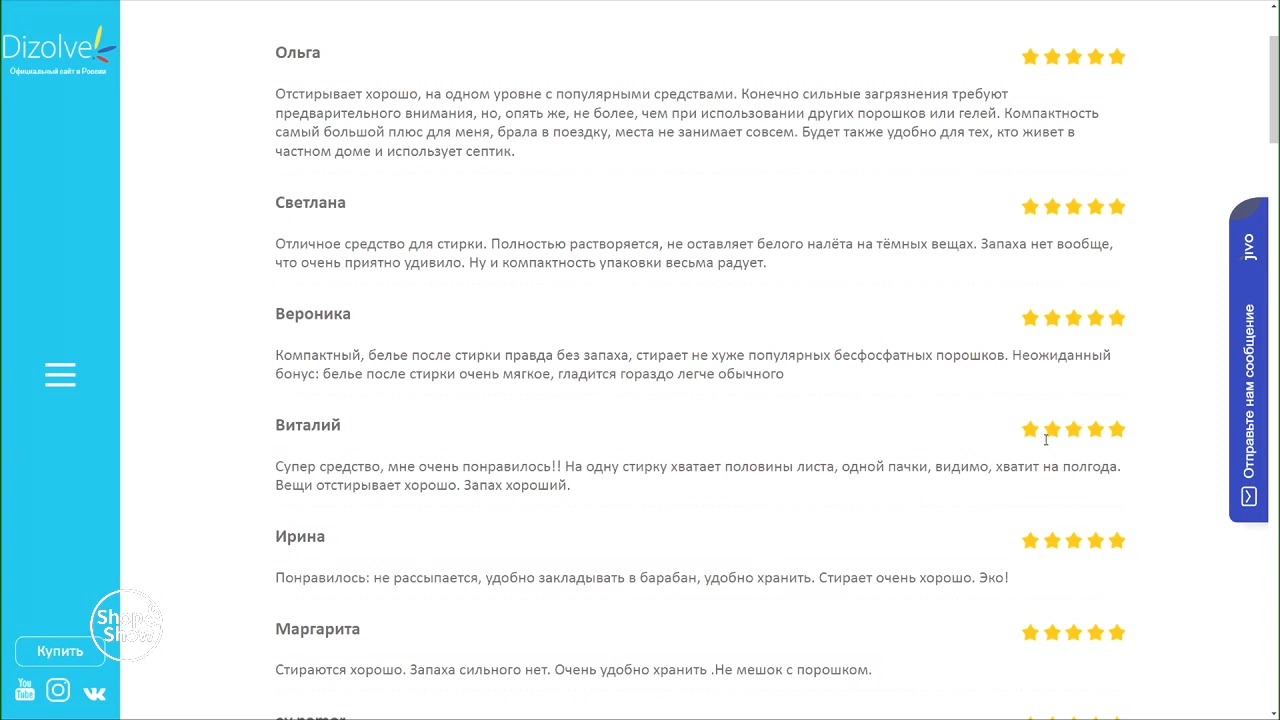 Dizolve
Официальный сайт в России
Ольга
Отстирывает хорошо, на одном уровне с популярными средствами. Конечно сильные загрязнения требуют
предварительного внимания, но, опять же, не более, чем при использовании других порошков или гелей. Компактность
самый большой плюс для меня, брала в поездку, места не занимает совсем. Будет также удобно для тех, кто живет в
частном доме и использует септик.
Светлана
Отличное средство для стирки. Полностью растворяется, не оставляет белого налёта на тёмных вещах. Запаха нет вообще,
что очень приятно удивило. Ну и компактность упаковки весьма радует.
Вероника
Компактный, белье после стирки правда без запаха, стирает не хуже популярных бесфосфатных порошков. Неожиданный
бонус: белье после стирки очень мягкое, гладится гораздо легче обычного
Виталий
Супер средство, мне очень понравилось!! На одну стирку хватает половины листа, одной пачки, видимо, хватит на полгода.
Вещи отстирывает хорошо. Запах хороший.
Ирина
Понравилось: не рассыпается, удобно закладывать в барабан, удобно хранить. Стирает очень хорошо. Эко!
Маргарита
Стираются хорошо. Запаха сильного нет. Очень удобно хранить .Не мешок с порошком.
Shop&
Show
Купить
You
Tube
jivo
Отправьте нам сообщение